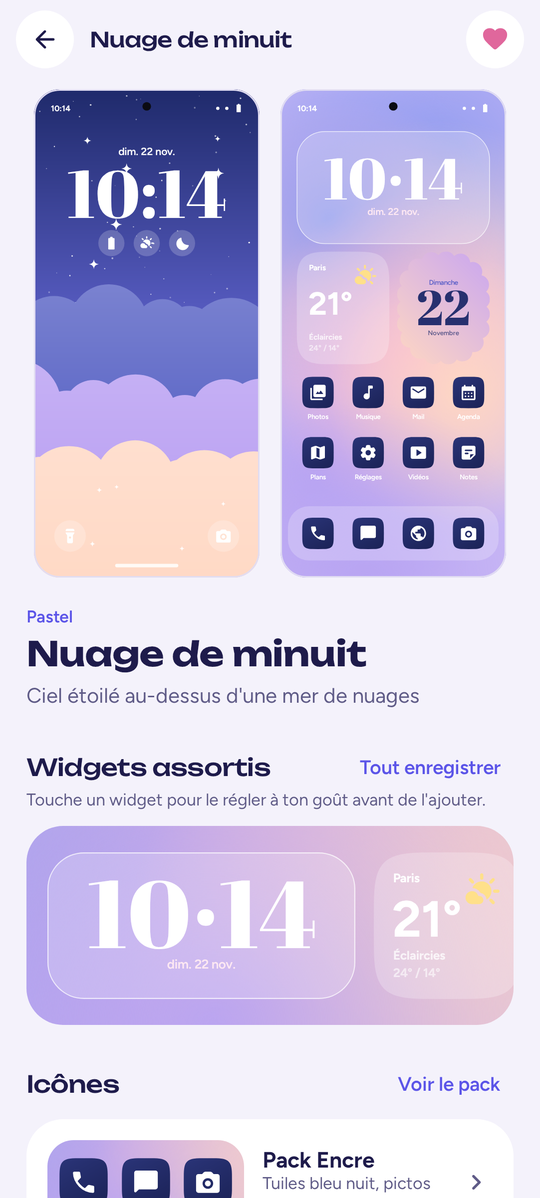 Nuage de minuit
10:14
dim. 22 nov.
10:14
10:14
10·14
dim. 22 nov.
Paris
21°
Éclaircies
24° / 14°
Dimanche
22
Novembre
Photos
Musique
Mail
Agenda
Plans
Réglages
Vidéos
Notes
Pastel
Nuage de minuit
Ciel étoilé au-dessus d'une mer de nuages
Widgets assortis
Tout enregistrer
Touche un widget pour le régler à ton goût avant de l'ajouter.
10·14
dim. 22 nov.
Paris
21°
Éclaircies
24° / 14°
Icônes
Voir le pack
Pack Encre
Tuiles bleu nuit, pictos